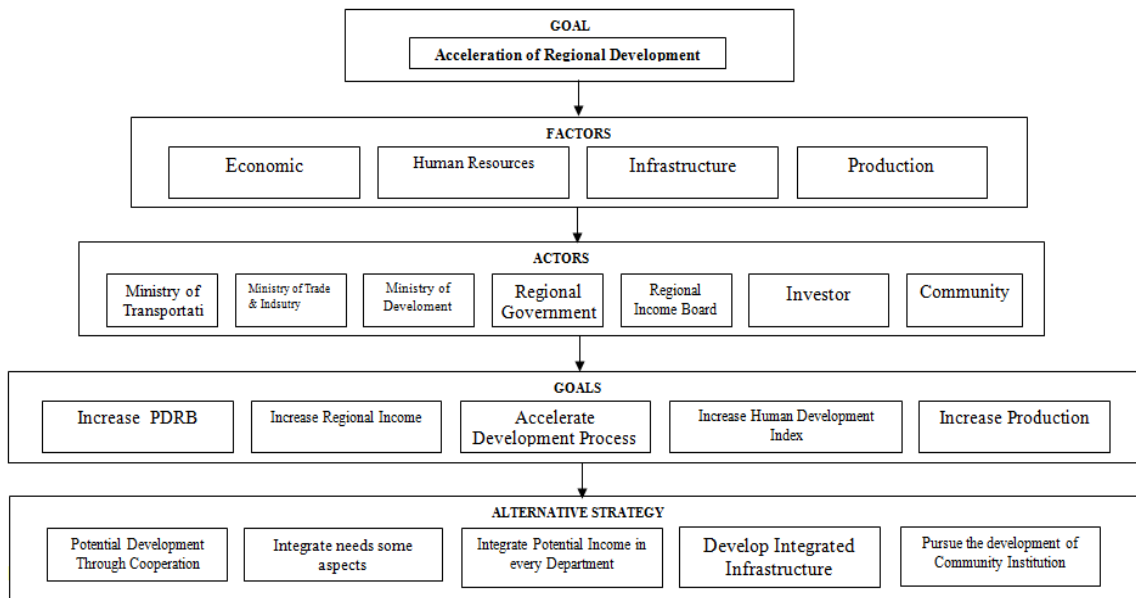 GOAL
Acceleration of Regional Development
FACTORS
Economic
Human Resources
Infrastructure
Production
ACTORS
Ministry of
Transportati
Ministry of Trade
& Indsutry
Ministry of
Develoment
Regional
Government
Regional
Income Board
Investor
Community
GOALS
Increase PDRB
Increase Regional Income
Accelerate
Development Process
Increase Human Development
Index
Increase Production
ALTERNATIVE STRATEGY
Potential Development
Through Cooperation
Integrate needs some
aspects
Integrate Potential Income in
every Department
Develop Integrated
Infrastructure
Pursue the development of
Community Institution